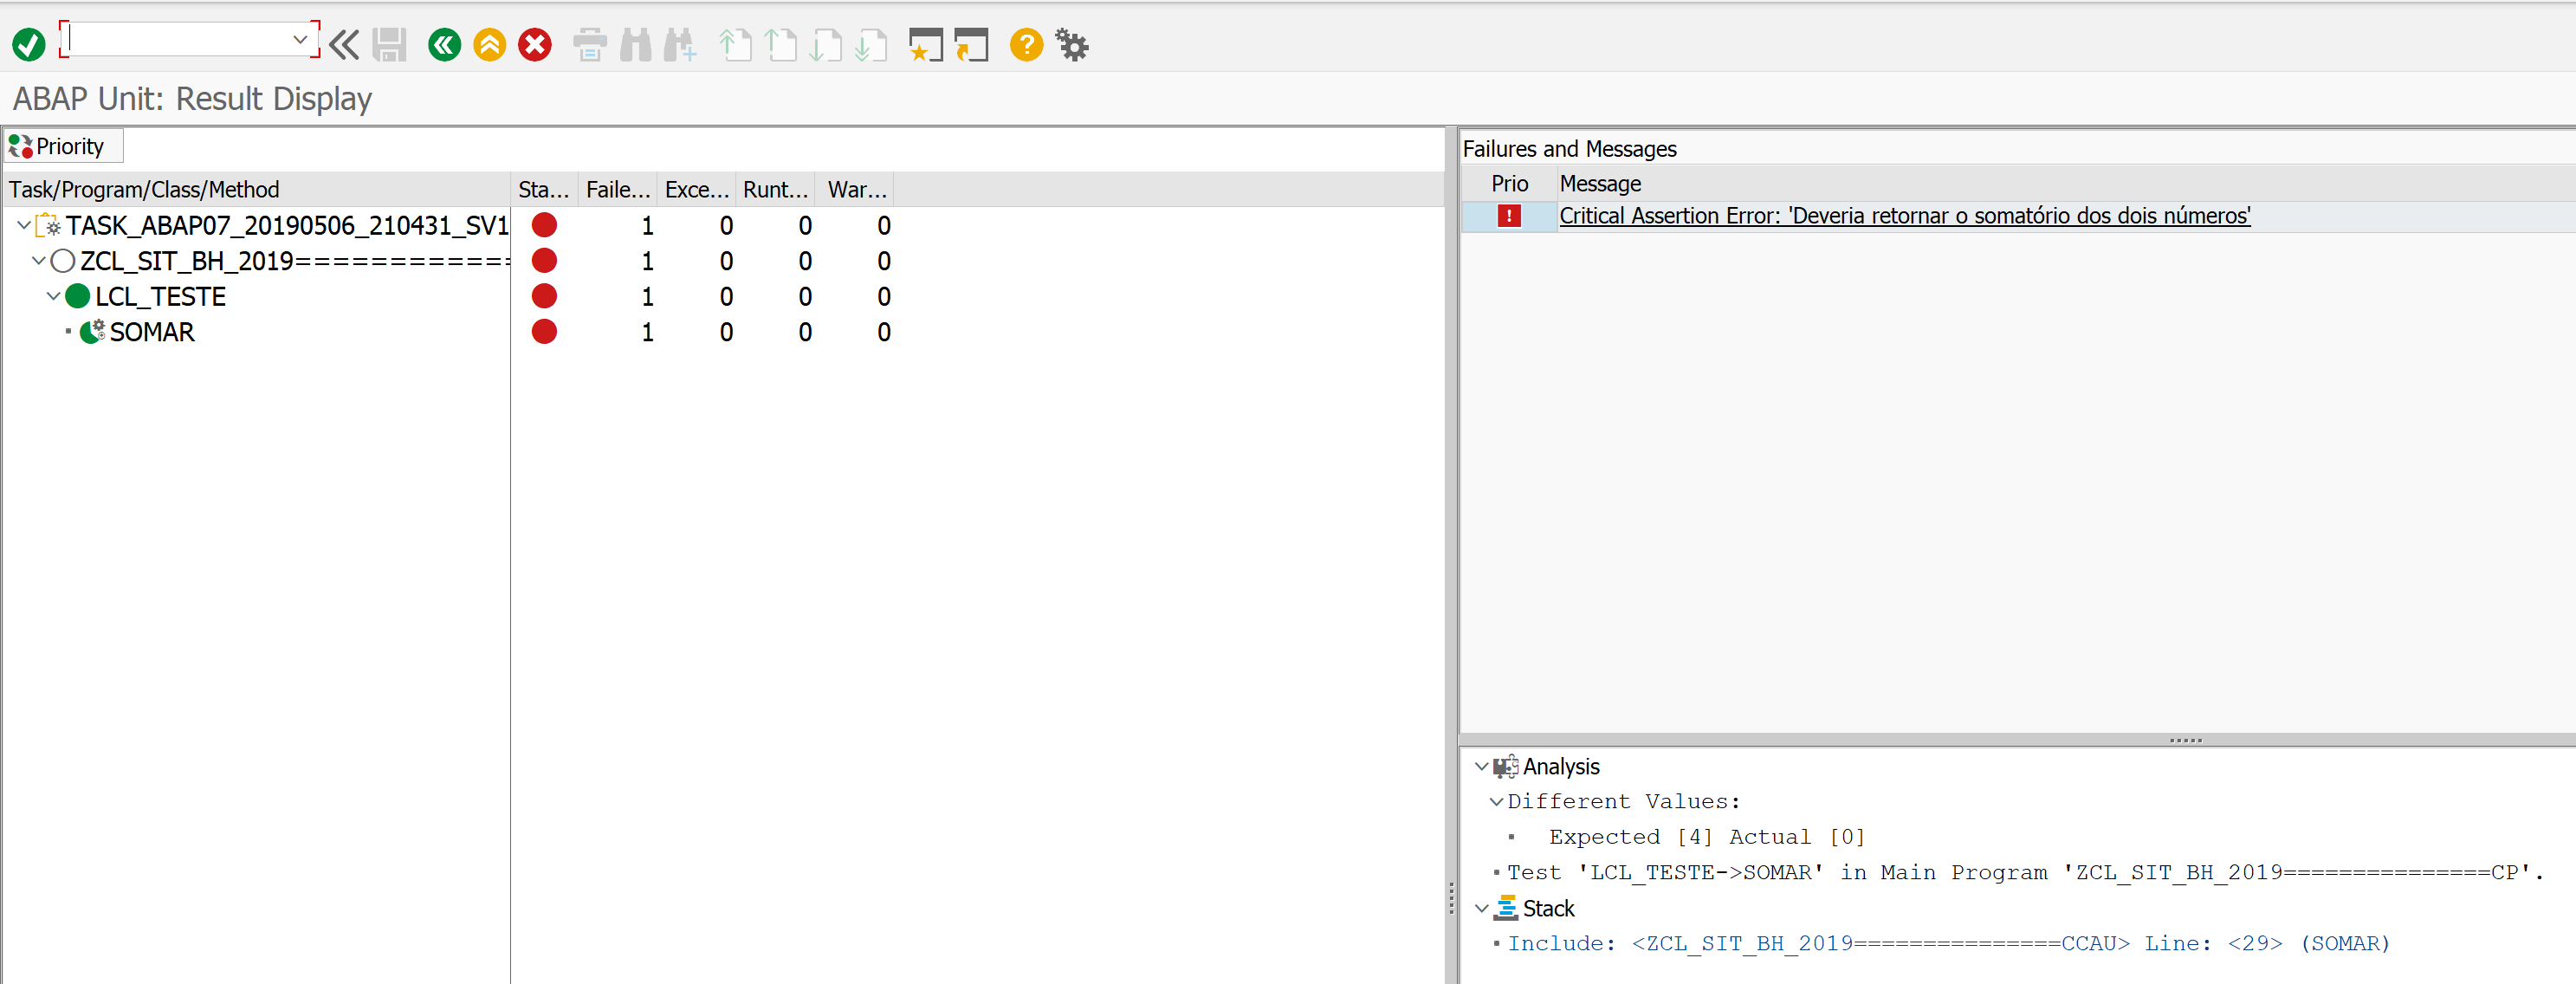 ABAP Unit: Result Display
Priority
Task/Program/Class/Method Sta... Faile... Exce... Runt... War...
TASK_ABAP07_20190506_210431_SV1 1 0 0 0
ZCL_SIT_BH_2019============ 1 0 0 0
LCL_TESTE 1 0 0 0
SOMAR 1 0 0 0
Failures and Messages
Prio Message
Critical Assertion Error: 'Deveria retornar o somatório dos dois números'
Analysis
Different Values:
Expected [4] Actual [0]
Test 'LCL_TESTE->SOMAR' in Main Program 'ZCL_SIT_BH_2019===============CP'.
Stack
Include: <ZCL_SIT_BH_2019===============CCAU> Line: <29> (SOMAR)